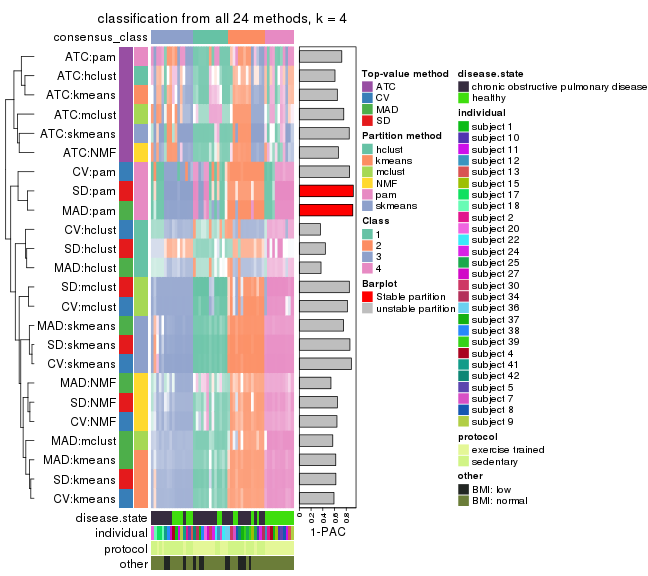 classification from all 24 methods, k = 4
consensus_class
ATC:pam
ATC:hclust
ATC:kmeans
ATC:mclust
ATC:skmeans
ATC:NMF
CV:pam
SD:pam
MAD:pam
CV:hclust
SD:hclust
MAD:hclust
SD:mclust
CV:mclust
MAD:skmeans
SD:skmeans
CV:skmeans
MAD:NMF
SD:NMF
CV:NMF
MAD:mclust
MAD:kmeans
SD:kmeans
CV:kmeans
disease.state
individual
protocol
other
0
0.2
0.4
0.6
0.8
1-PAC
Top-value method
ATC
CV
MAD
SD
Partition method
hclust
kmeans
mclust
NMF
pam
skmeans
Class
1
2
3
4
Barplot
Stable partition
unstable partition
disease.state
chronic obstructive pulmonary disease
healthy
individual
subject 1
subject 10
subject 11
subject 12
subject 13
subject 15
subject 17
subject 18
subject 2
subject 20
subject 22
subject 24
subject 25
subject 27
subject 30
subject 34
subject 36
subject 37
subject 38
subject 39
subject 4
subject 41
subject 42
subject 5
subject 7
subject 8
subject 9
protocol
exercise trained
sedentary
other
BMI: low
BMI: normal